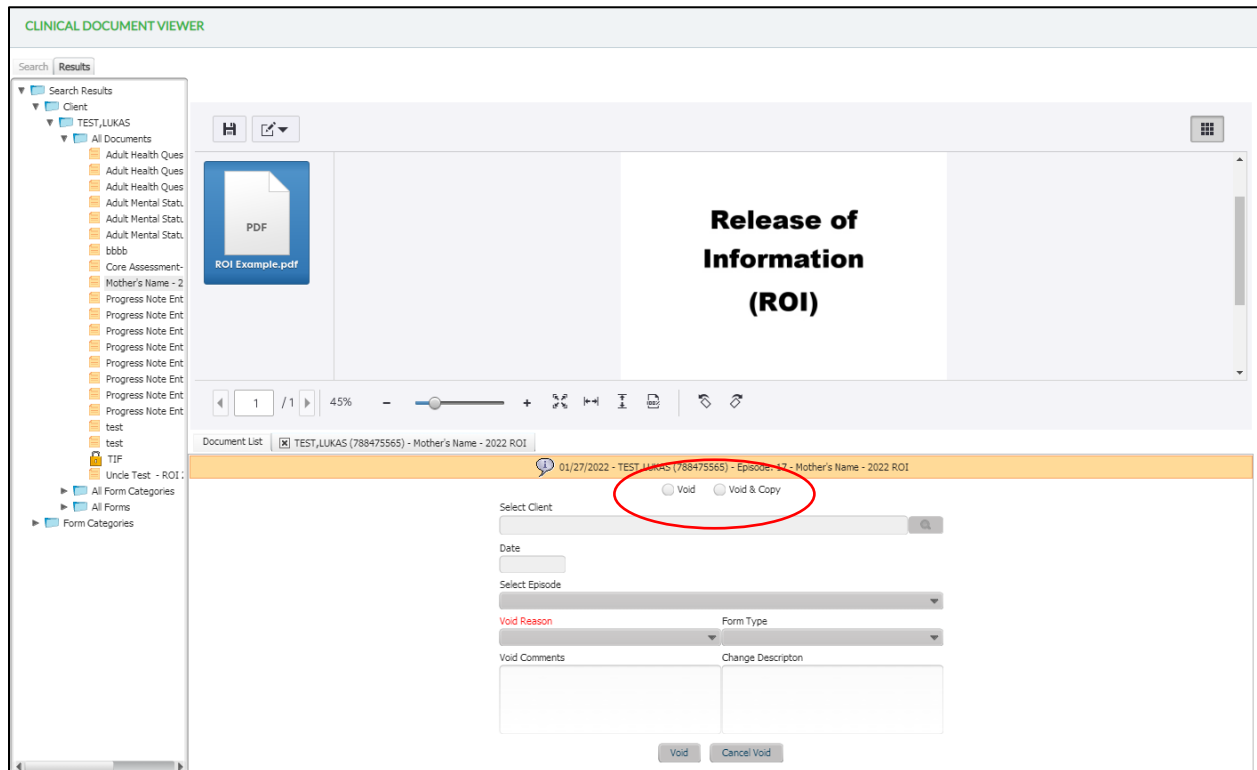 CLINICAL DOCUMENT VIEWER
Search Results
Search Results
Client
TEST,LUKAS
All Documents
Adult Health Ques
Adult Health Ques
Adult Health Ques
Adult Mental Statu
Adult Mental Statu
Adult Mental Statu
bbbb
Core Assessment-
Mother's Name - 2
Progress Note Ent
Progress Note Ent
Progress Note Ent
Progress Note Ent
Progress Note Ent
Progress Note Ent
Progress Note Ent
Progress Note Ent
test
test
TIF
Uncle Test - ROI
All Form Categories
All Forms
Form Categories
PDF
ROI Example.pdf
Release of
Information
(ROI)
1 / 1 45%
Document List TEST,LUKAS (788475565) - Mother's Name - 2022 ROI
01/27/2022 - TEST,LUKAS (788475565) - Episode: 17 - Mother's Name - 2022 ROI
Void Void & Copy
Select Client
Date
Select Episode
Void Reason Form Type
Void Comments Change Descripton
Void Cancel Void